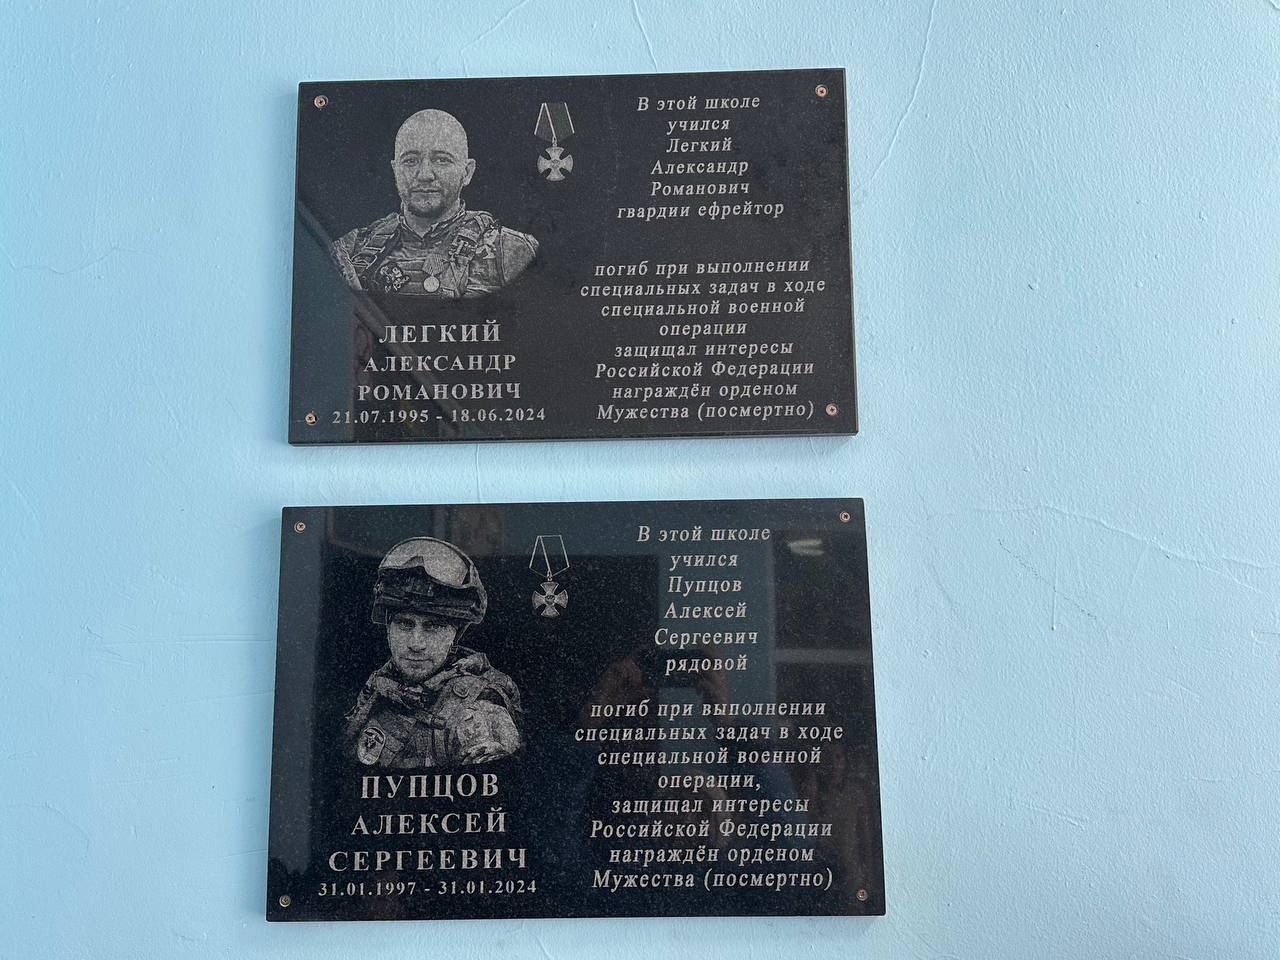 В этой школе
учился
Легкий
Александр
Романович
гвардии ефрейтор
погиб при выполнении
специальных задач в ходе
специальной военной
операции
защищал интересы
Российской Федерации
награждён орденом
Мужества (посмертно)
ЛЕГКИЙ
АЛЕКСАНДР
РОМАНОВИЧ
21.07.1995 - 18.06.2024
В этой школе
учился
Пупцов
Алексей
Сергеевич
рядовой
погиб при выполнении
специальных задач в ходе
специальной военной
операции,
защищал интересы
Российской Федерации
награждён орденом
Мужества (посмертно)
ПУПЦОВ
АЛЕКСЕЙ
СЕРГЕЕВИЧ
31.01.1997 - 31.01.2024